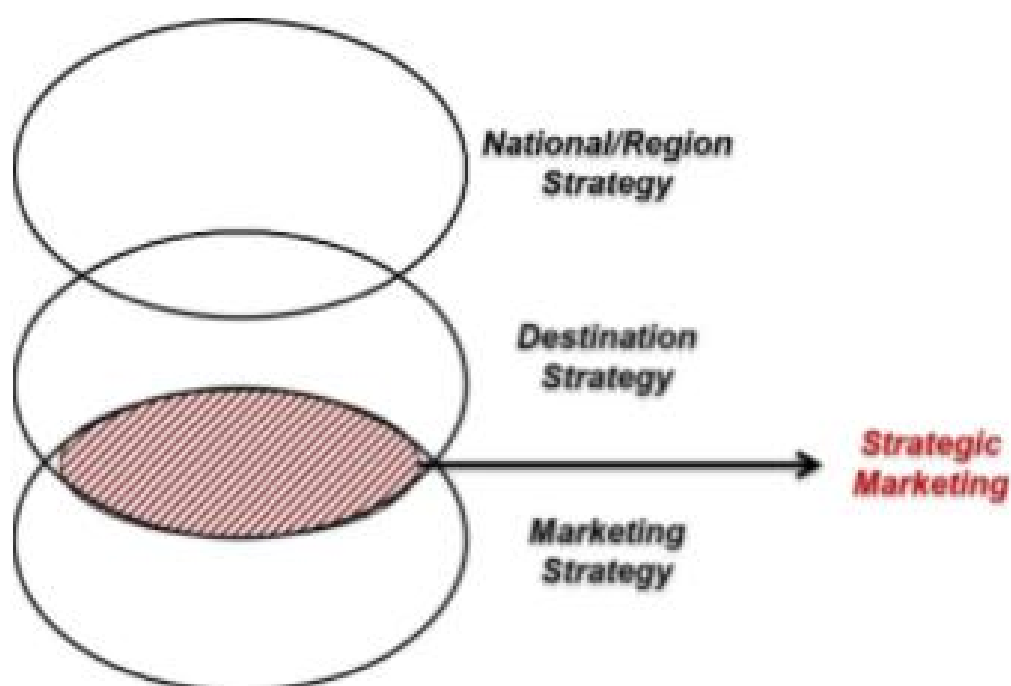 National/Region
Strategy
Destination
Strategy
Strategic
Marketing
Marketing
Strategy